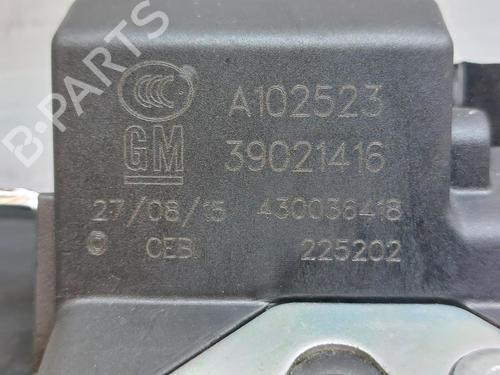 CCC A102523
GM 39021416
27/08/15 430036418
© CEB 225202
B-PARTS